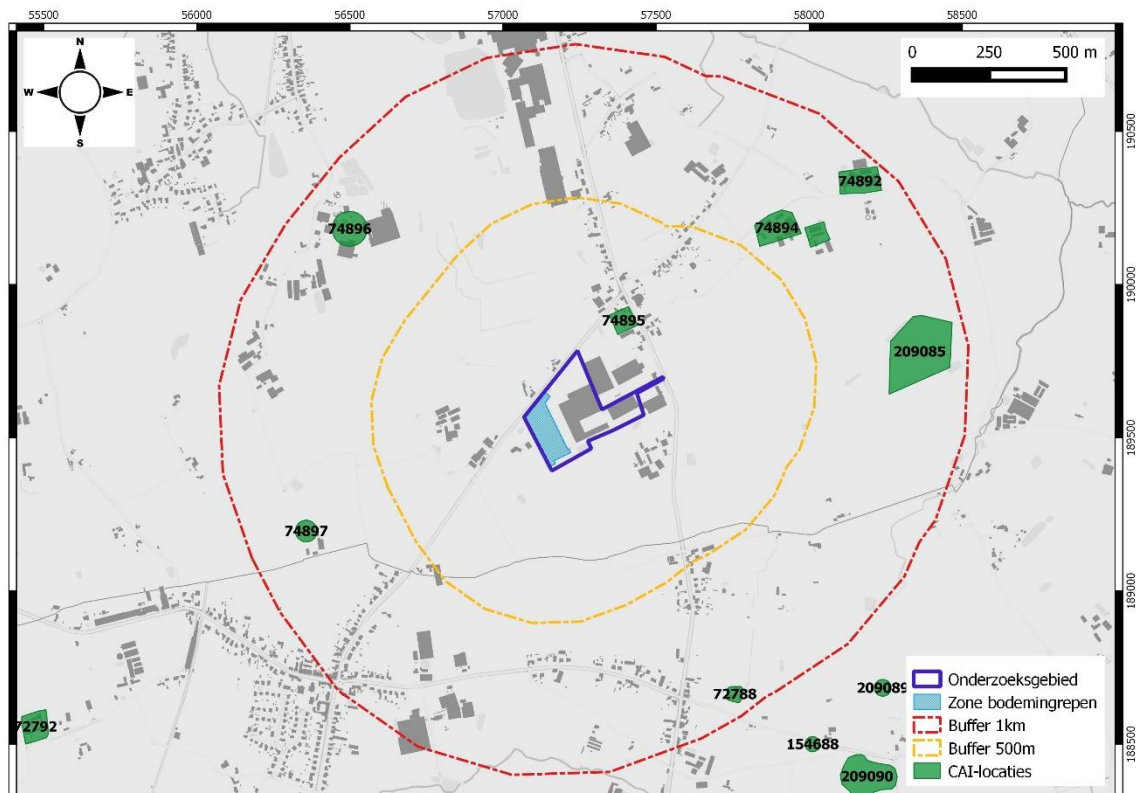 55500 56000 56500 57000 57500 58000 58500
N
W E
S
0 250 500 m
190500
74892
74896
74894
190000
74895
209085
189500
74897
189000
72788
209089
72792
154688
188500
209090
Onderzoeksgebied
Zone bodemingrepen
Buffer 1km
Buffer 500m
CAI-locaties